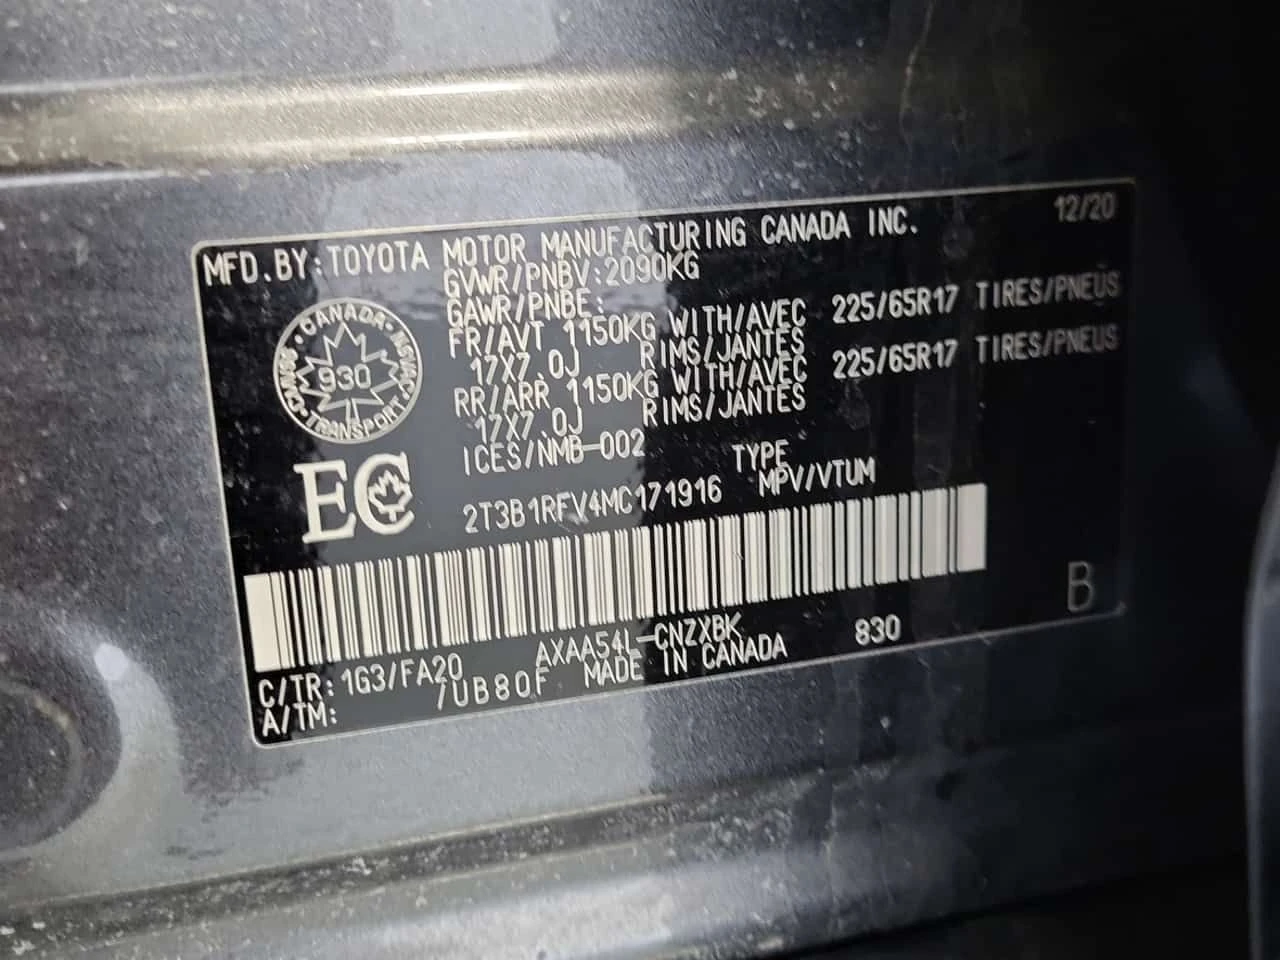 12/20
MFD.BY:TOYOTA MOTOR MANUFACTURING CANADA INC.
GVWR/PNBV:2090KG
GAWR/PNBE:
FR/AVT 1150KG WITH/AVEC 225/65R17 TIRES/PNEUS
17X7.0J RIMS/JANTES
RR/ARR 1150KG WITH/AVEC 225/65R17 TIRES/PNEUS
17X7.0J RIMS/JANTES
ICES/NMB-002
CANADA
930
TRANSPORT
EC
TYPE
2T3B1RFV4MC171916 MPV/VTUM
B
C/TR: 1G3/FA20 AXAA54L-CNZXBK 830
A/TM: /UB80F MADE IN CANADA